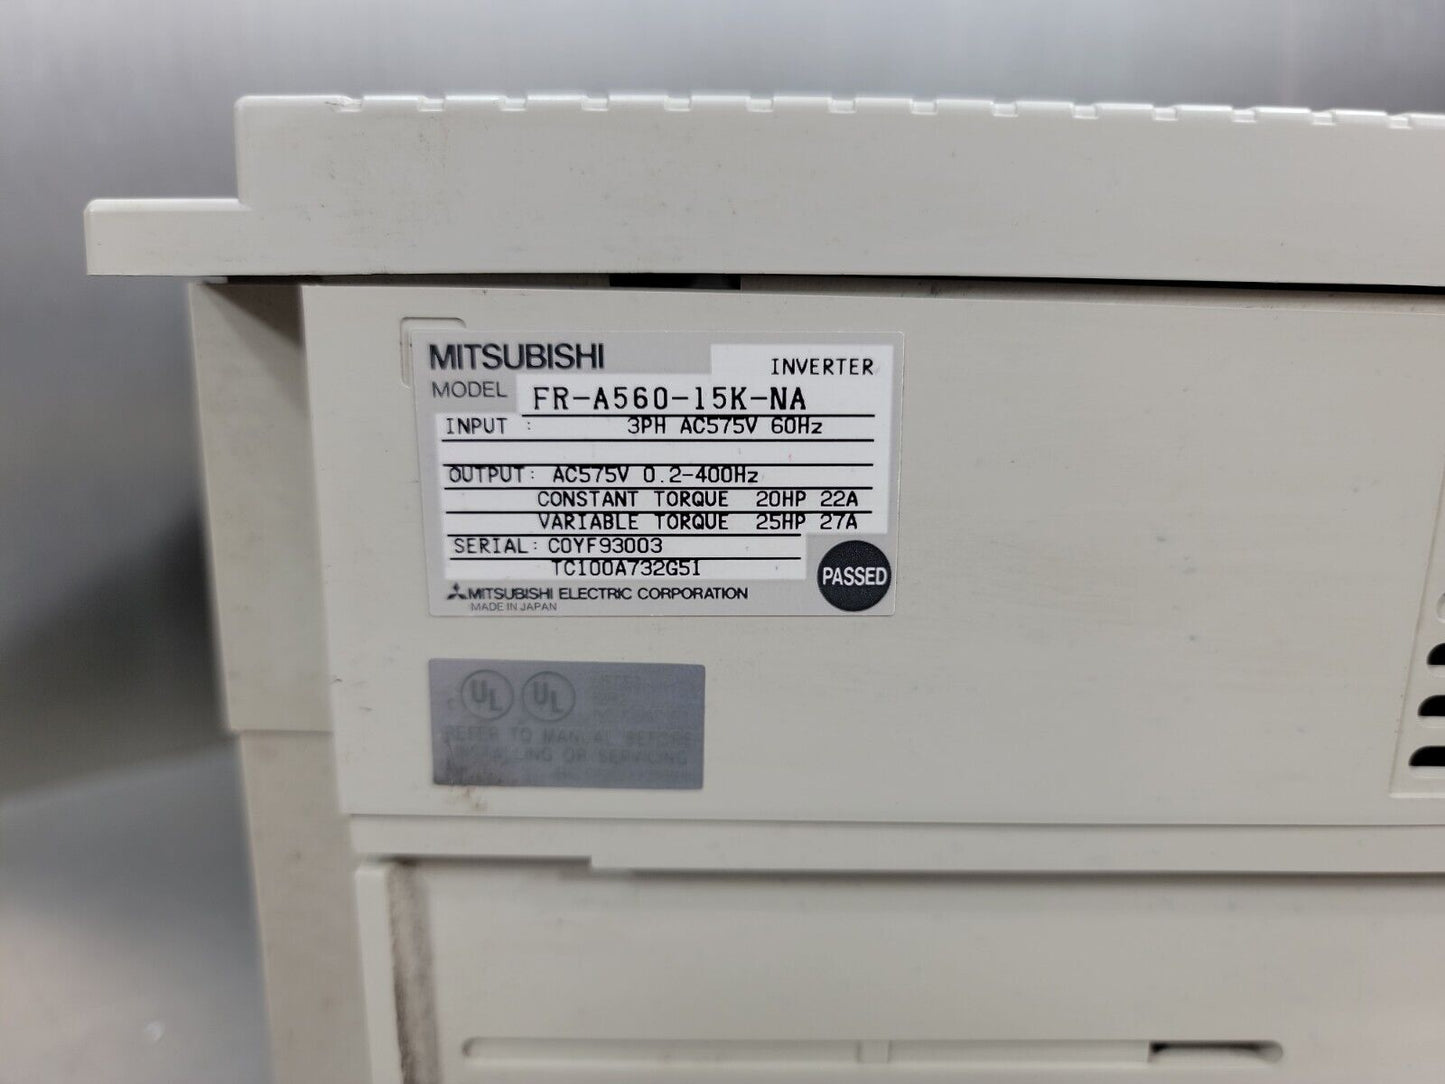 MITSUBISHI
INVERTER
MODEL FR-A560-15K-NA
INPUT : 3PH AC575V 60Hz
OUTPUT: AC575V 0.2-400Hz
CONSTANT TORQUE 20HP 22A
VARIABLE TORQUE 25HP 27A
SERIAL: C0YF93003
TC100A732G51
PASSED
MITSUBISHI ELECTRIC CORPORATION
MADE IN JAPAN
UL UL
REFER TO MANUAL BEFORE
INSTALLING OR SERVICING